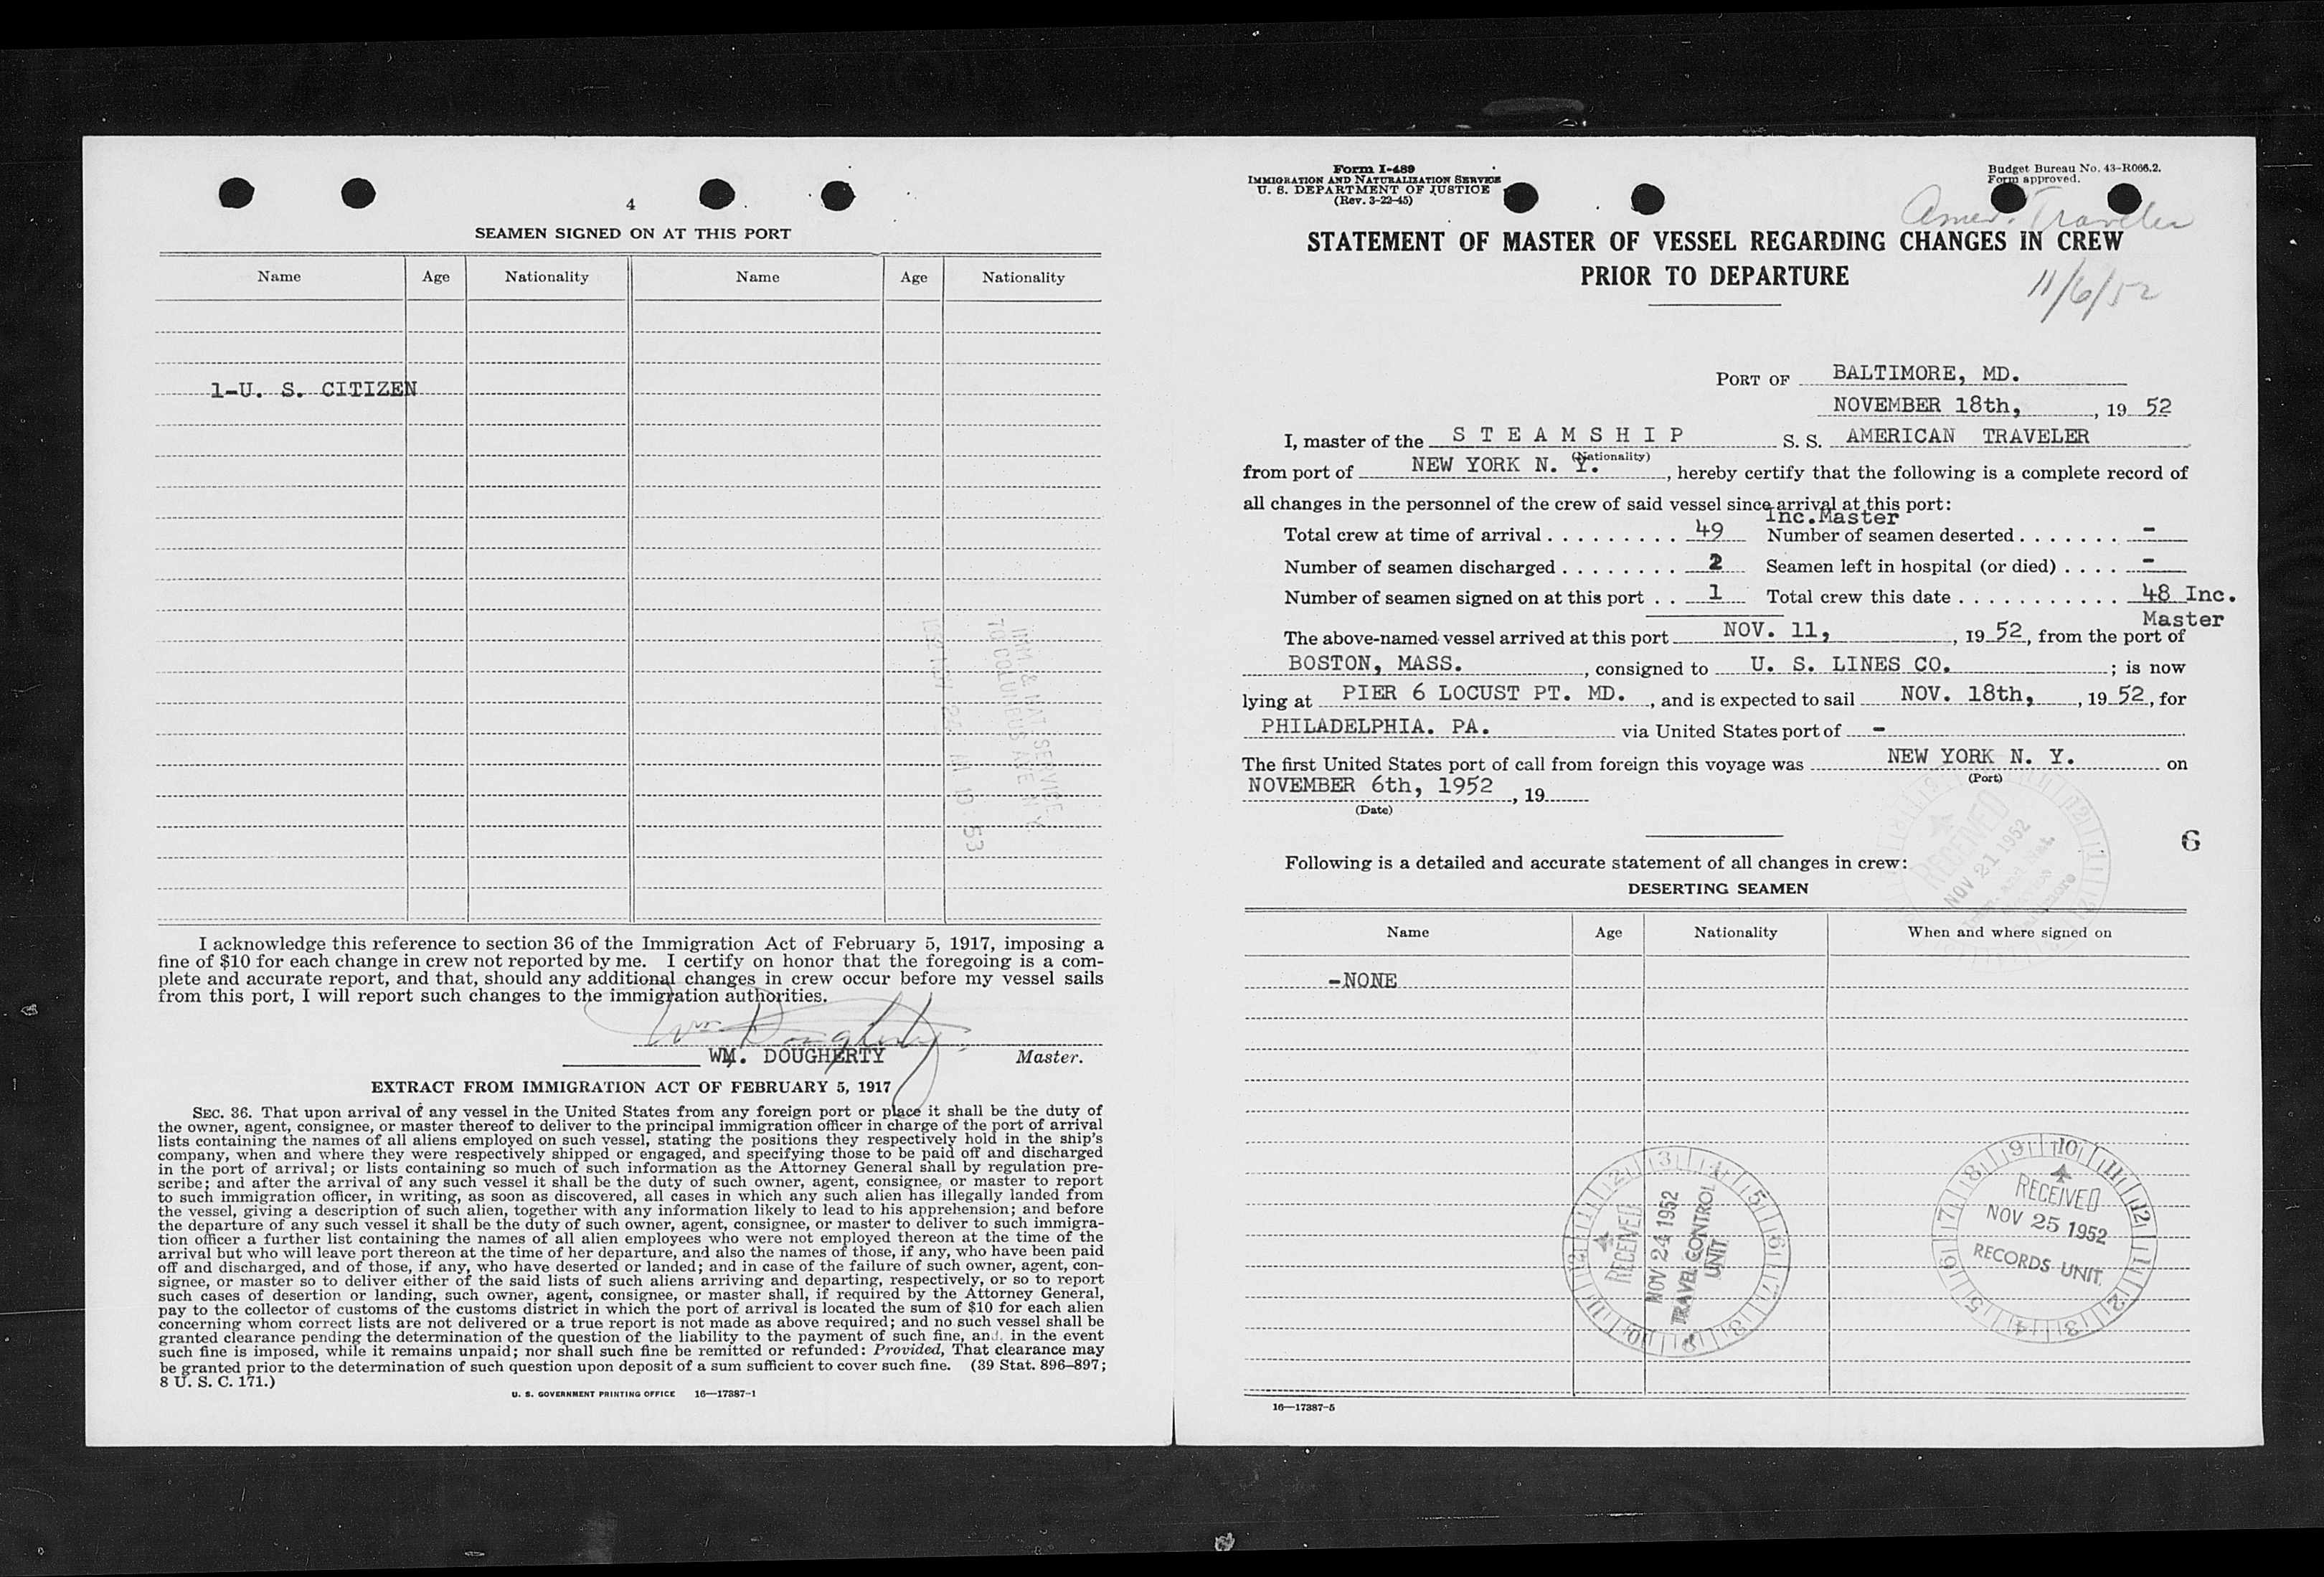 4
SEAMEN SIGNED ON AT THIS PORT
Name Age Nationality Name Age Nationality
1-U. S. CITIZEN
IMM & NAT. SERVICE
70 COLUMBUS AVE N Y
I acknowledge this reference to section 36 of the Immigration Act of February 5, 1917, imposing a
fine of $10 for each change in crew not reported by me. I certify on honor that the foregoing is a com-
plete and accurate report, and that, should any additional changes in crew occur before my vessel sails
from this port, I will report such changes to the immigration authorities.
Wm Dougherty
WM. DOUGHERTY Master.
EXTRACT FROM IMMIGRATION ACT OF FEBRUARY 5, 1917
SEC. 36. That upon arrival of any vessel in the United States from any foreign port or place it shall be the duty of
the owner, agent, consignee, or master thereof to deliver to the principal immigration officer in charge of the port of arrival
lists containing the names of all aliens employed on such vessel, stating the positions they respectively hold in the ship's
company, when and where they were respectively shipped or engaged, and specifying those to be paid off and discharged
in the port of arrival; or lists containing so much of such information as the Attorney General shall by regulation pre-
scribe; and after the arrival of any such vessel it shall be the duty of such owner, agent, consignee, or master to report
to such immigration officer, in writing, as soon as discovered, all cases in which any such alien has illegally landed from
the vessel, giving a description of such alien, together with any information likely to lead to his apprehension; and before
the departure of any such vessel it shall be the duty of such owner, agent, consignee, or master to deliver to such immigra-
tion officer a further list containing the names of all alien employees who were not employed thereon at the time of the
arrival but who will leave port thereon at the time of her departure, and also the names of those, if any, who have been paid
off and discharged, and of those, if any, who have deserted or landed; and in case of the failure of such owner, agent, con-
signee, or master so to deliver either of the said lists of such aliens arriving and departing, respectively, or so to report
such cases of desertion or landing, such owner, agent, consignee, or master shall, if required by the Attorney General,
pay to the collector of customs of the customs district in which the port of arrival is located the sum of $10 for each alien
concerning whom correct lists are not delivered or a true report is not made as above required; and no such vessel shall be
granted clearance pending the determination of the question of the liability to the payment of such fine, and, in the event
such fine is imposed, while it remains unpaid; nor shall such fine be remitted or refunded: Provided, That clearance may
be granted prior to the determination of such question upon deposit of a sum sufficient to cover such fine. (39 Stat. 896–897;
8 U. S. C. 171.)
U. S. GOVERNMENT PRINTING OFFICE 16—17387-1
Form I-489
IMMIGRATION AND NATURALIZATION SERVICE
U. S. DEPARTMENT OF JUSTICE
(Rev. 3-22-45)
Budget Bureau No. 43-R066.2.
Form approved.
Amer. Traveler
STATEMENT OF MASTER OF VESSEL REGARDING CHANGES IN CREW
PRIOR TO DEPARTURE
11/6/52
PORT OF BALTIMORE, MD.
NOVEMBER 18th, , 19 52
I, master of the S T E A M S H I P S. S. AMERICAN TRAVELER
(Nationality)
from port of NEW YORK N. Y. , hereby certify that the following is a complete record of
all changes in the personnel of the crew of said vessel since arrival at this port:
Inc.Master
Total crew at time of arrival . . . . . . . . . . 49 Number of seamen deserted . . . . . . . -
Number of seamen discharged . . . . . . . . 2 Seamen left in hospital (or died) . . . . -
Number of seamen signed on at this port . . 1 Total crew this date . . . . . . . . . . . . 48 Inc.
Master
The above-named vessel arrived at this port NOV. 11, , 19 52, from the port of
BOSTON, MASS. , consigned to U. S. LINES CO. ; is now
lying at PIER 6 LOCUST PT. MD. , and is expected to sail NOV. 18th, , 19 52, for
PHILADELPHIA. PA. via United States port of -
The first United States port of call from foreign this voyage was NEW YORK N. Y. on
(Port)
NOVEMBER 6th, 1952 , 19
(Date)
RECEIVED
NOV 21 1952
6
Following is a detailed and accurate statement of all changes in crew:
DESERTING SEAMEN
Name Age Nationality When and where signed on
-NONE
RECEIVED
NOV 24 1952
TRAVEL CONTROL
UNIT
RECEIVED
NOV 25 1952
RECORDS UNIT
16—17387-5